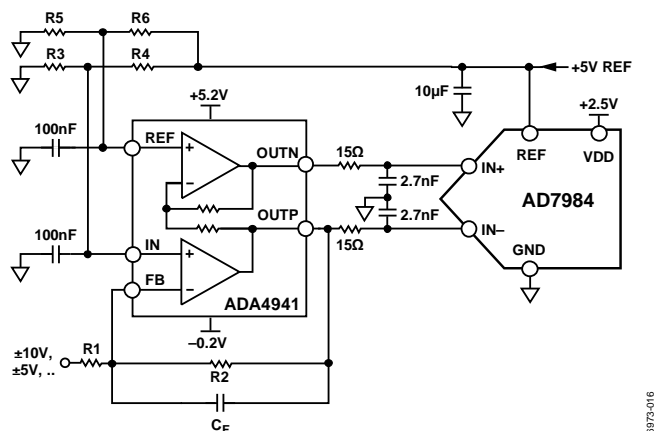 R5
R6
R3
R4
+5V REF
10µF
+5.2V
+2.5V
100nF
REF
OUTN
15Ω
REF
VDD
IN+
2.7nF
AD7984
OUTP
2.7nF
100nF
IN
15Ω
IN–
FB
GND
ADA4941
–0.2V
±10V,
±5V, ..
R1
R2
CF